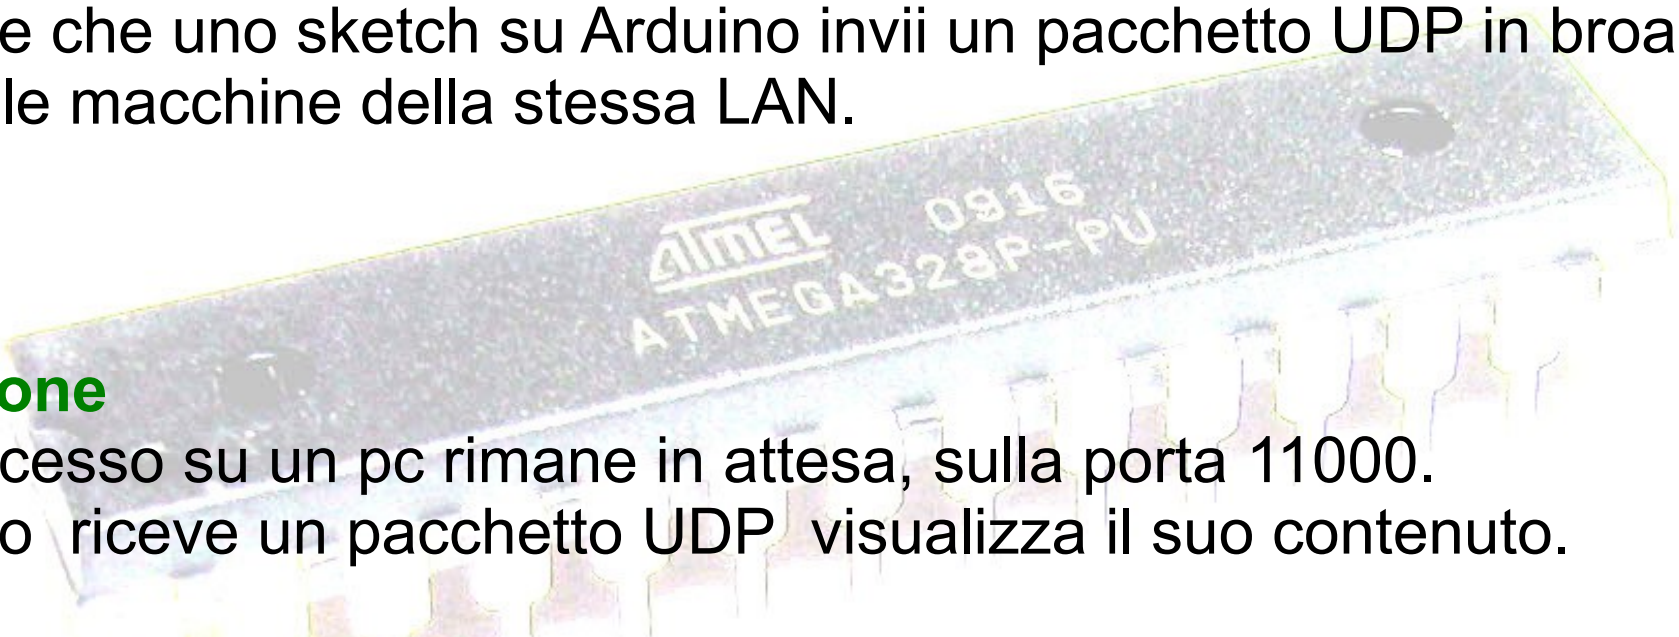 e che uno sketch su Arduino invii un pacchetto UDP in broa
le macchine della stessa LAN.
ATMEL 0916
ATMEGA328P-PU
one
cesso su un pc rimane in attesa, sulla porta 11000.
o riceve un pacchetto UDP visualizza il suo contenuto.